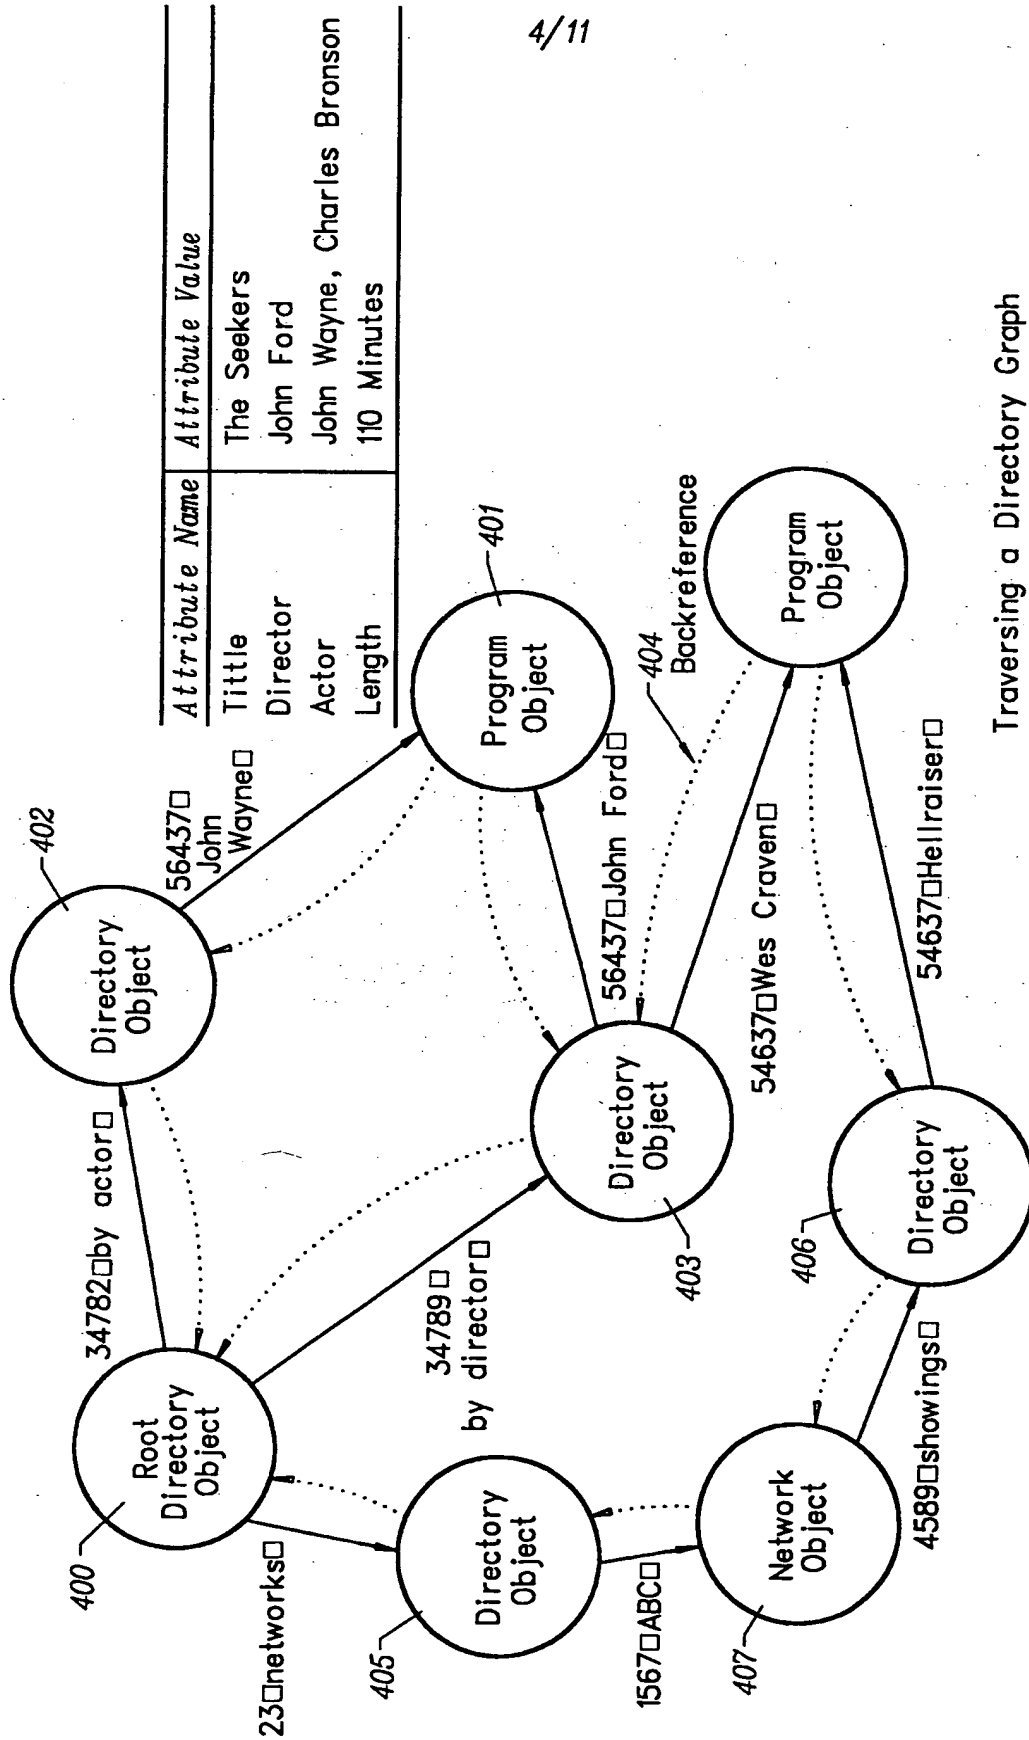 4/11
Attribute Name Attribute Value
Tittle The Seekers
Director John Ford
Actor John Wayne, Charles Bronson
Length 110 Minutes
402
56437□
John
Wayne□
401
Directory
Object
Program
Object
34782□by actor□
404
Backreference
56437□John Ford□
Root
Directory
Object
400
34789□
by director□
Directory
Object
403
54637□Wes Craven□
Program
Object
23□networks□
405
Directory
Object
1567□ABC□
407
Network
Object
406
Directory
Object
4589□showings□
54637□Hellraiser□
Traversing a Directory Graph